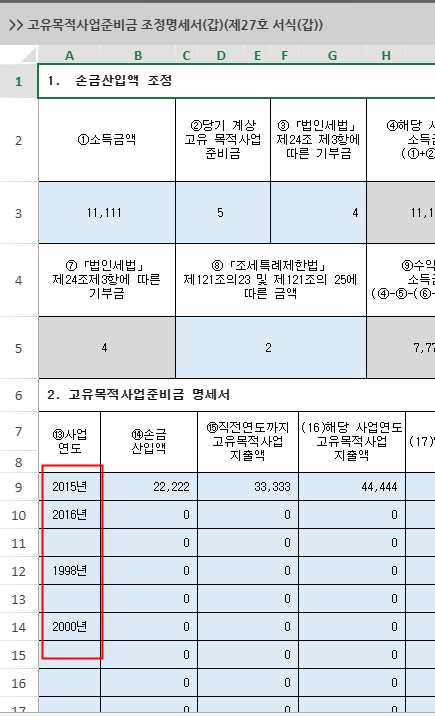 >> 고유목적사업준비금 조정명세서(갑)(제27호 서식(갑))
A B C D E F G H
1 1. 손금산입액 조정
2 ①소득금액 ②당기 계상 고유 목적사업 준비금 ③「법인세법」 제24조 제3항에 따른 기부금 ④해당 사 소득금 (①+②
3 11,111 5 4 11,1
4 ⑦「법인세법」 제24조제3항에 따른 기부금 ⑧「조세특례제한법」 제121조의23 및 제121조의 25에 따른 금액 ⑨수익 소득금 (④-⑤-(⑥-
5 4 2 7,77
6 2. 고유목적사업준비금 명세서
7 ⑬사업 연도 ⑭손금 산입액 ⑮직전연도까지 고유목적사업 지출액 (16)해당 사업연도 고유목적사업 지출액 (17)
8
9 2015년 22,222 33,333 44,444
10 2016년 0 0 0
11 0 0 0
12 1998년 0 0 0
13 0 0 0
14 2000년 0 0 0
15 0 0 0
16 0 0 0
17 0 0 0